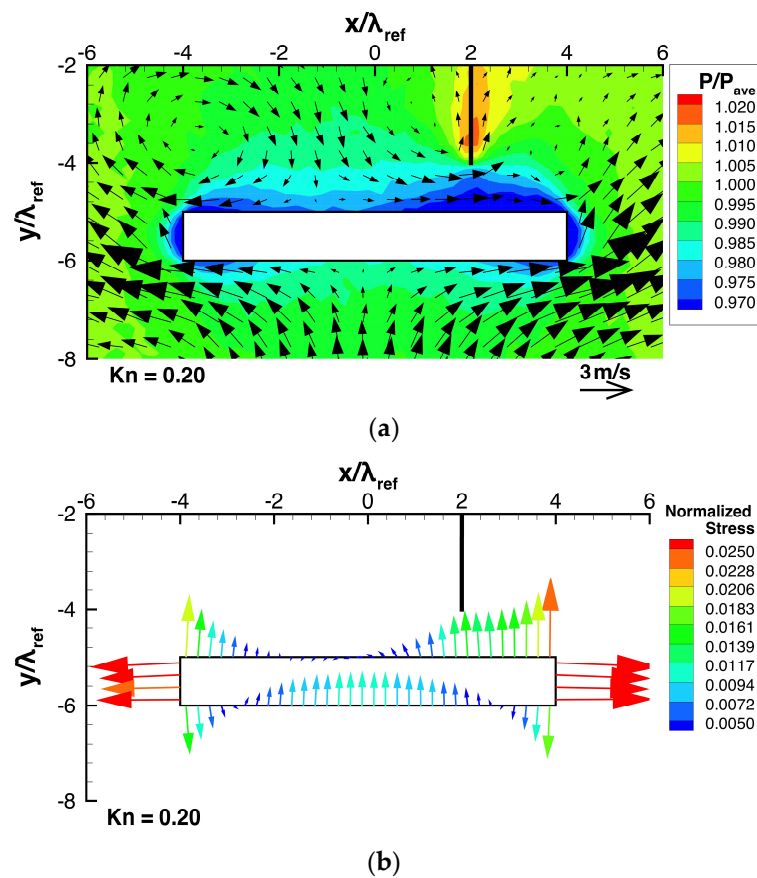 x/λref
-6 -4 -2 0 2 4 6
y/λref
-2
-4
-6
-8
P/Pave
1.020
1.015
1.010
1.005
1.000
0.995
0.990
0.985
0.980
0.975
0.970
Kn = 0.20
3 m/s
(a)
x/λref
-6 -4 -2 0 2 4 6
y/λref
-2
-4
-6
-8
Normalized
Stress
0.0250
0.0228
0.0206
0.0183
0.0161
0.0139
0.0117
0.0094
0.0072
0.0050
Kn = 0.20
(b)